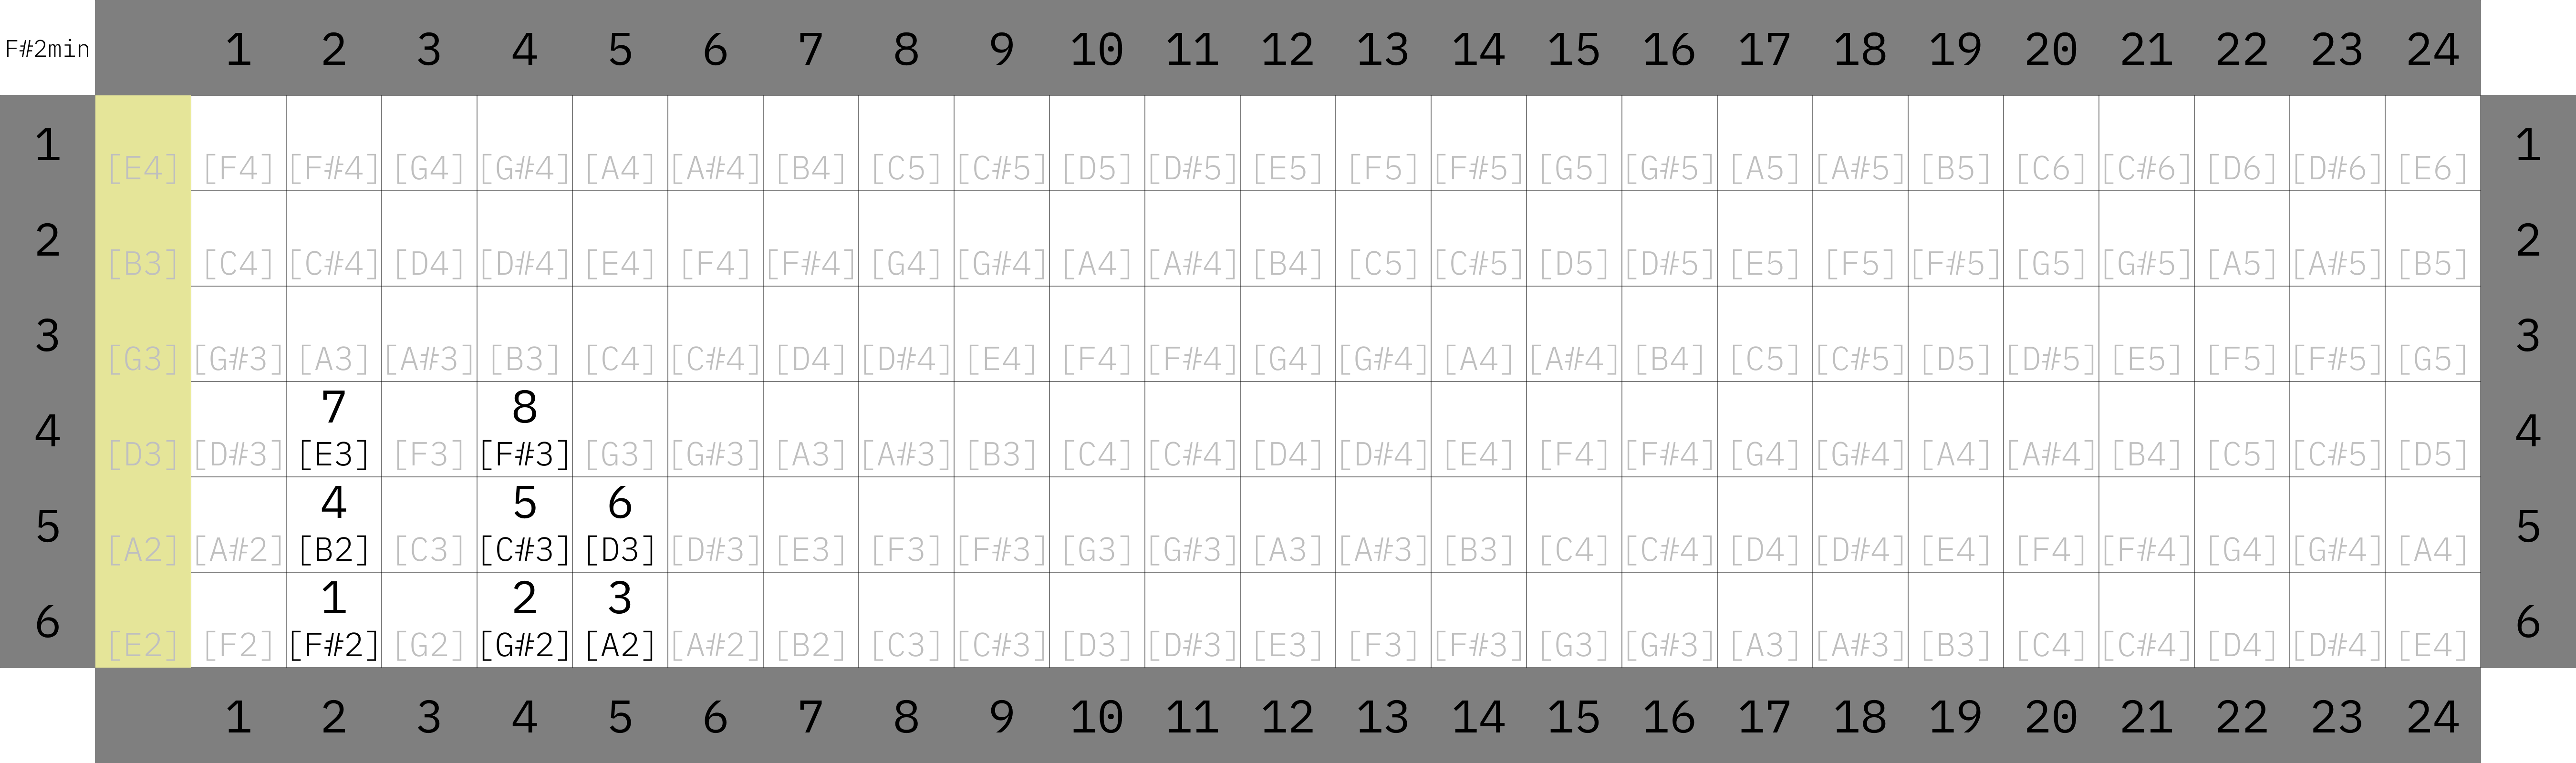 F#2min 1 2 3 4 5 6 7 8 9 10 11 12 13 14 15 16 17 18 19 20 21 22 23 24
1 [E4] [F4] [F#4] [G4] [G#4] [A4] [A#4] [B4] [C5] [C#5] [D5] [D#5] [E5] [F5] [F#5] [G5] [G#5] [A5] [A#5] [B5] [C6] [C#6] [D6] [D#6] [E6] 1
2 [B3] [C4] [C#4] [D4] [D#4] [E4] [F4] [F#4] [G4] [G#4] [A4] [A#4] [B4] [C5] [C#5] [D5] [D#5] [E5] [F5] [F#5] [G5] [G#5] [A5] [A#5] [B5] 2
3 [G3] [G#3] [A3] [A#3] [B3] [C4] [C#4] [D4] [D#4] [E4] [F4] [F#4] [G4] [G#4] [A4] [A#4] [B4] [C5] [C#5] [D5] [D#5] [E5] [F5] [F#5] [G5] 3
7 8
4 [D3] [D#3] [E3] [F3] [F#3] [G3] [G#3] [A3] [A#3] [B3] [C4] [C#4] [D4] [D#4] [E4] [F4] [F#4] [G4] [G#4] [A4] [A#4] [B4] [C5] [C#5] [D5] 4
4 5 6
5 [A2] [A#2] [B2] [C3] [C#3] [D3] [D#3] [E3] [F3] [F#3] [G3] [G#3] [A3] [A#3] [B3] [C4] [C#4] [D4] [D#4] [E4] [F4] [F#4] [G4] [G#4] [A4] 5
1 2 3
6 [E2] [F2] [F#2] [G2] [G#2] [A2] [A#2] [B2] [C3] [C#3] [D3] [D#3] [E3] [F3] [F#3] [G3] [G#3] [A3] [A#3] [B3] [C4] [C#4] [D4] [D#4] [E4] 6
1 2 3 4 5 6 7 8 9 10 11 12 13 14 15 16 17 18 19 20 21 22 23 24